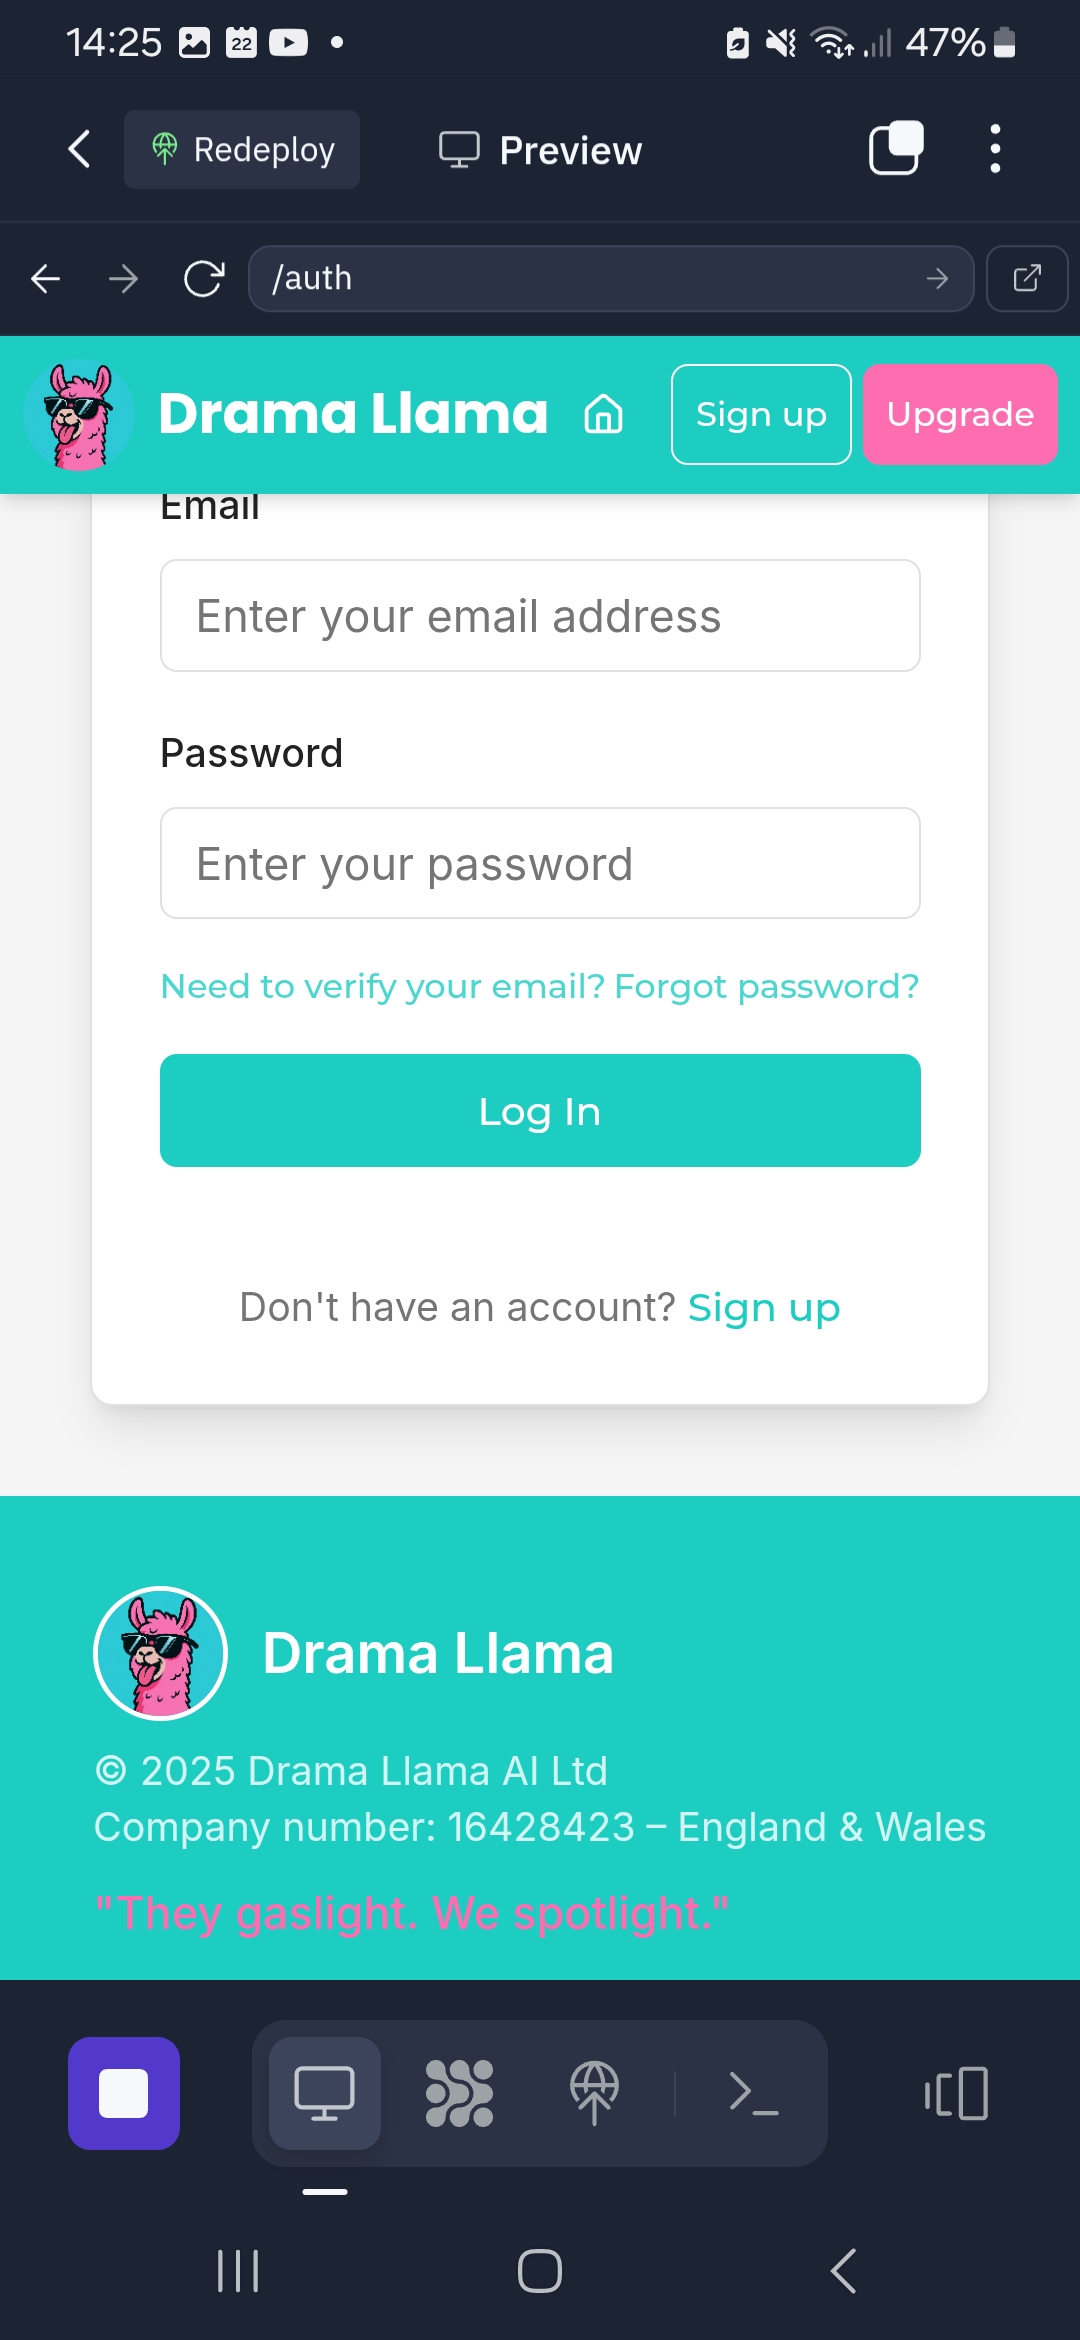 14:25
22
47%
Redeploy
Preview
/auth
Drama Llama
Sign up
Upgrade
Email
Enter your email address
Password
Enter your password
Need to verify your email? Forgot password?
Log In
Don't have an account? Sign up
Drama Llama
© 2025 Drama Llama AI Ltd
Company number: 16428423 – England & Wales
"They gaslight. We spotlight."